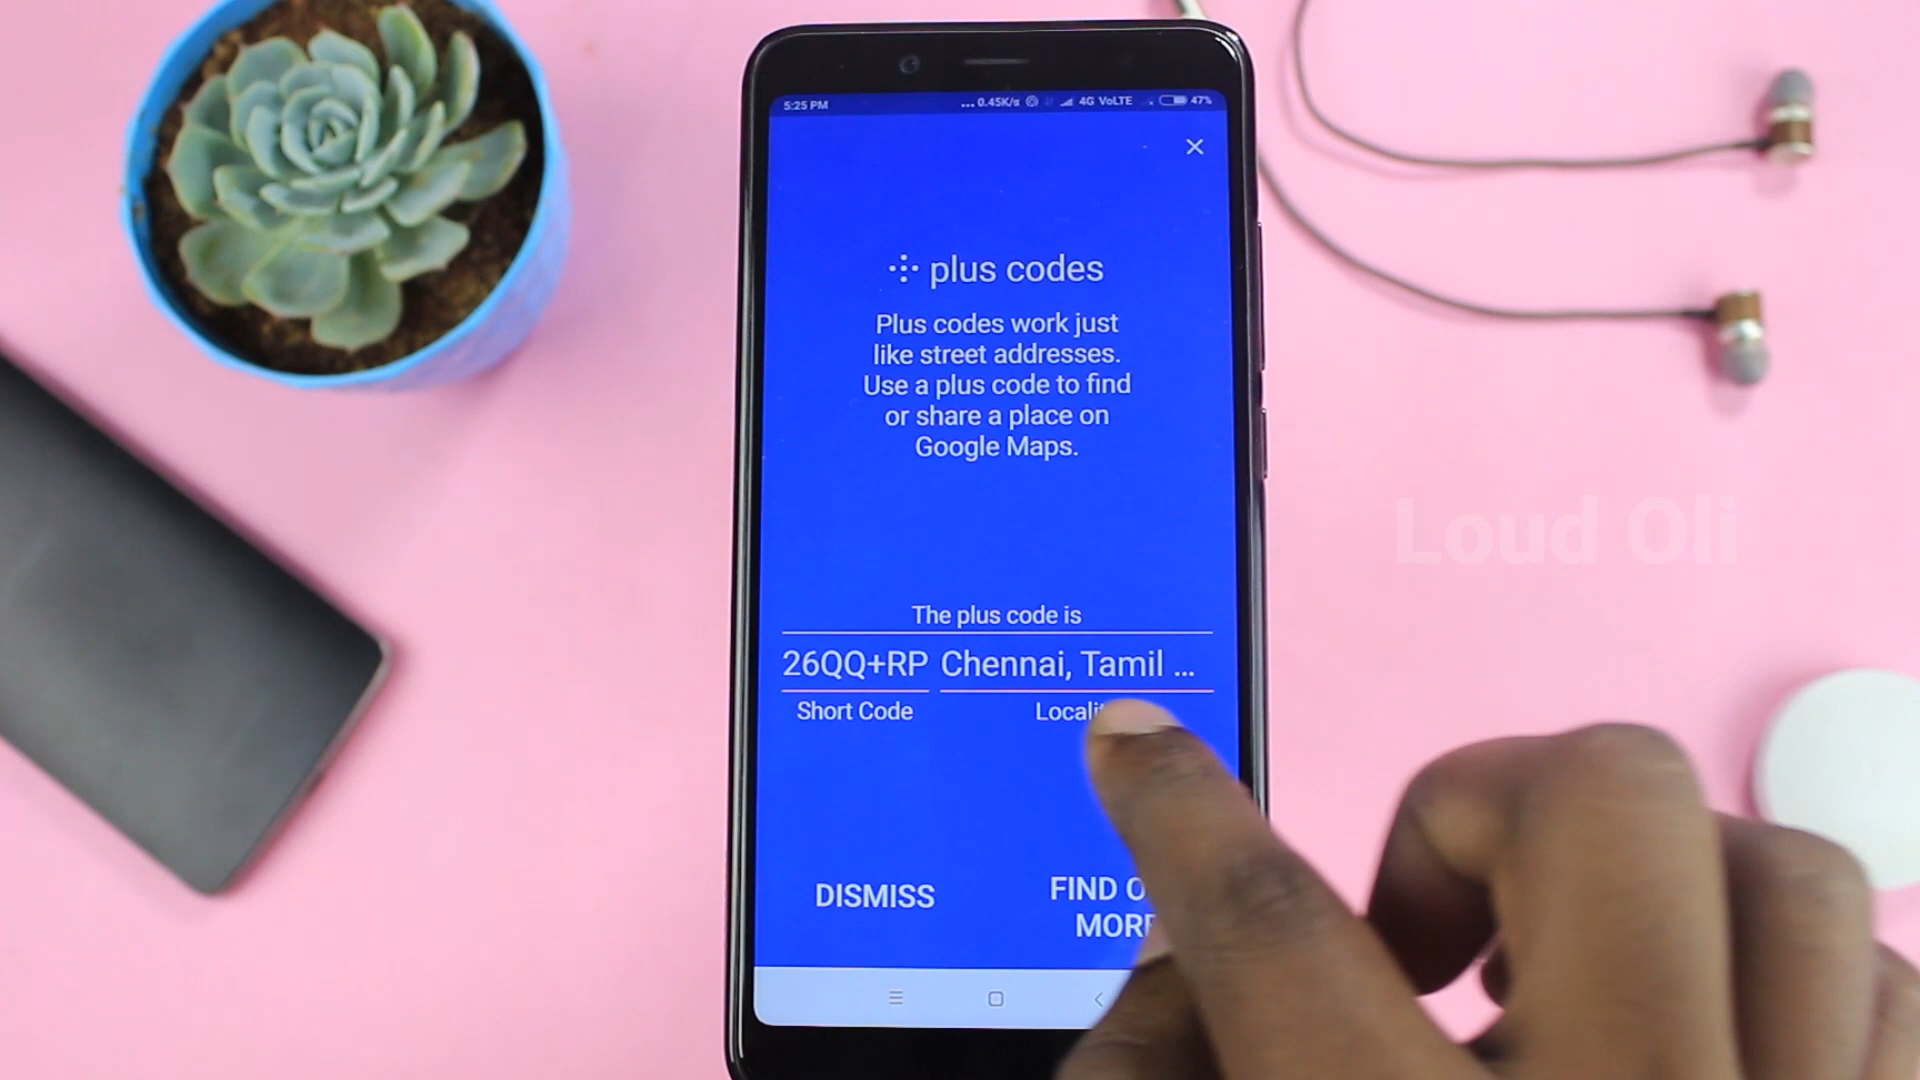 5:25 PM
...0.45K/s 4G VoLTE 47%
plus codes
Plus codes work just
like street addresses.
Use a plus code to find
or share a place on
Google Maps.
Loud Oli
The plus code is
26QQ+RP Chennai, Tamil ...
Short Code
DISMISS
FIND